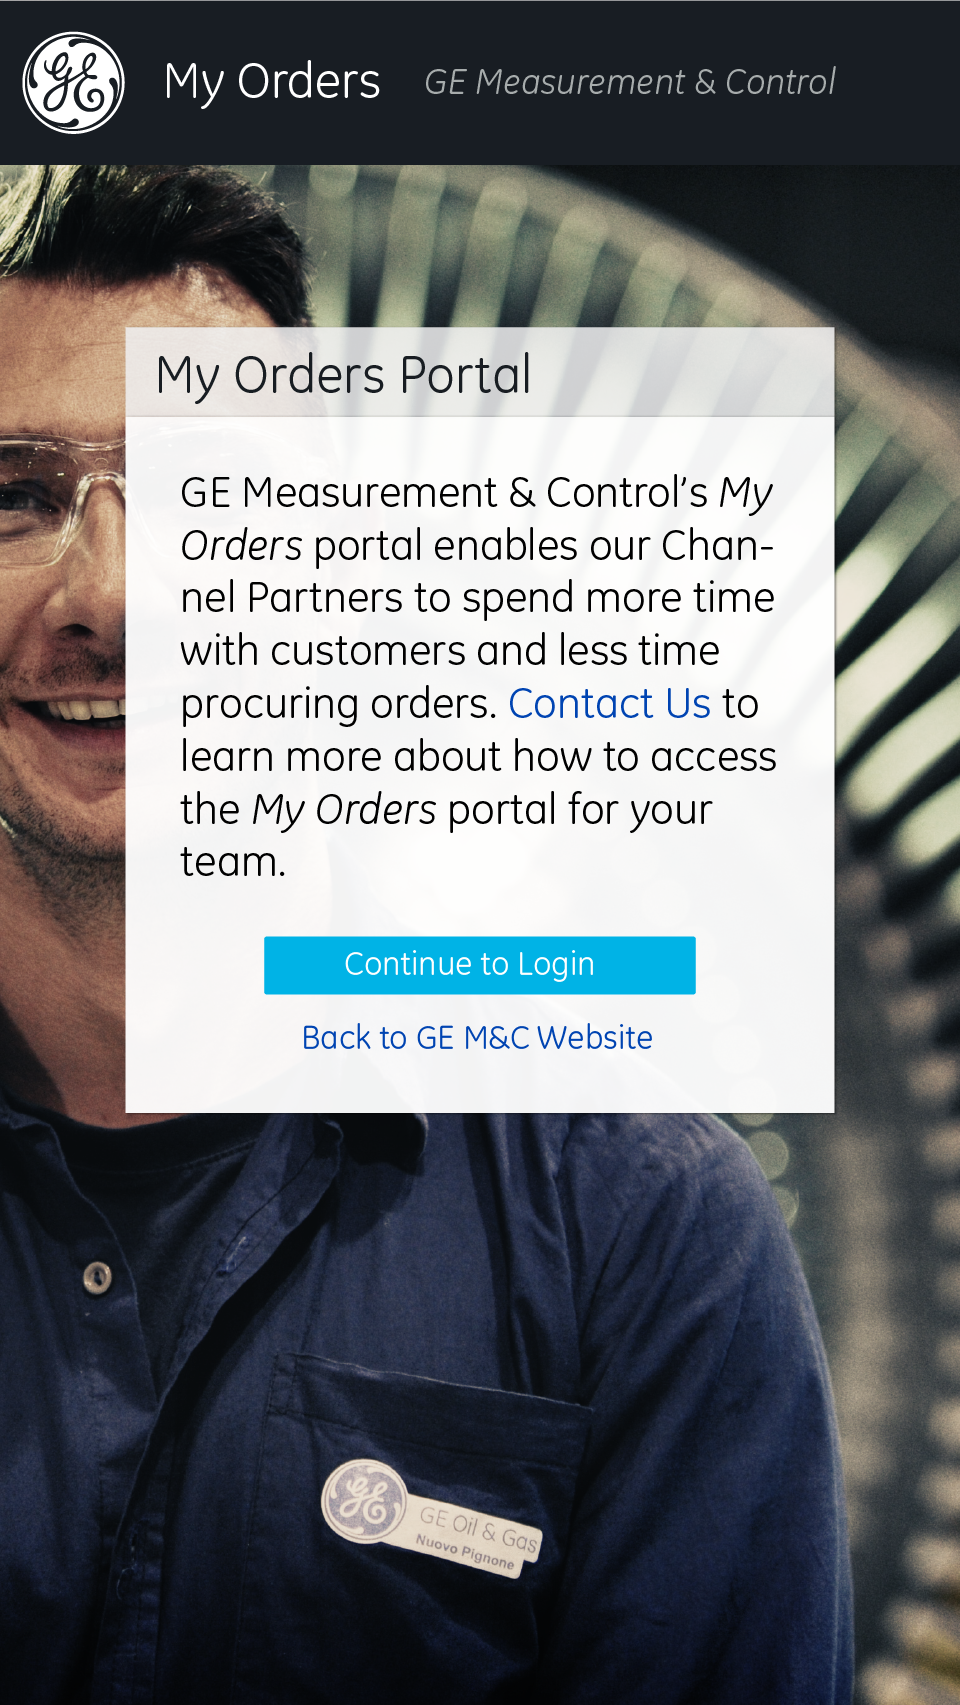 GE
My Orders
GE Measurement & Control
My Orders Portal
GE Measurement & Control's My
Orders portal enables our Chan-
nel Partners to spend more time
with customers and less time
procuring orders. Contact Us to
learn more about how to access
the My Orders portal for your
team.
Continue to Login
Back to GE M&C Website
GE
GE Oil & Gas
Nuovo Pignone